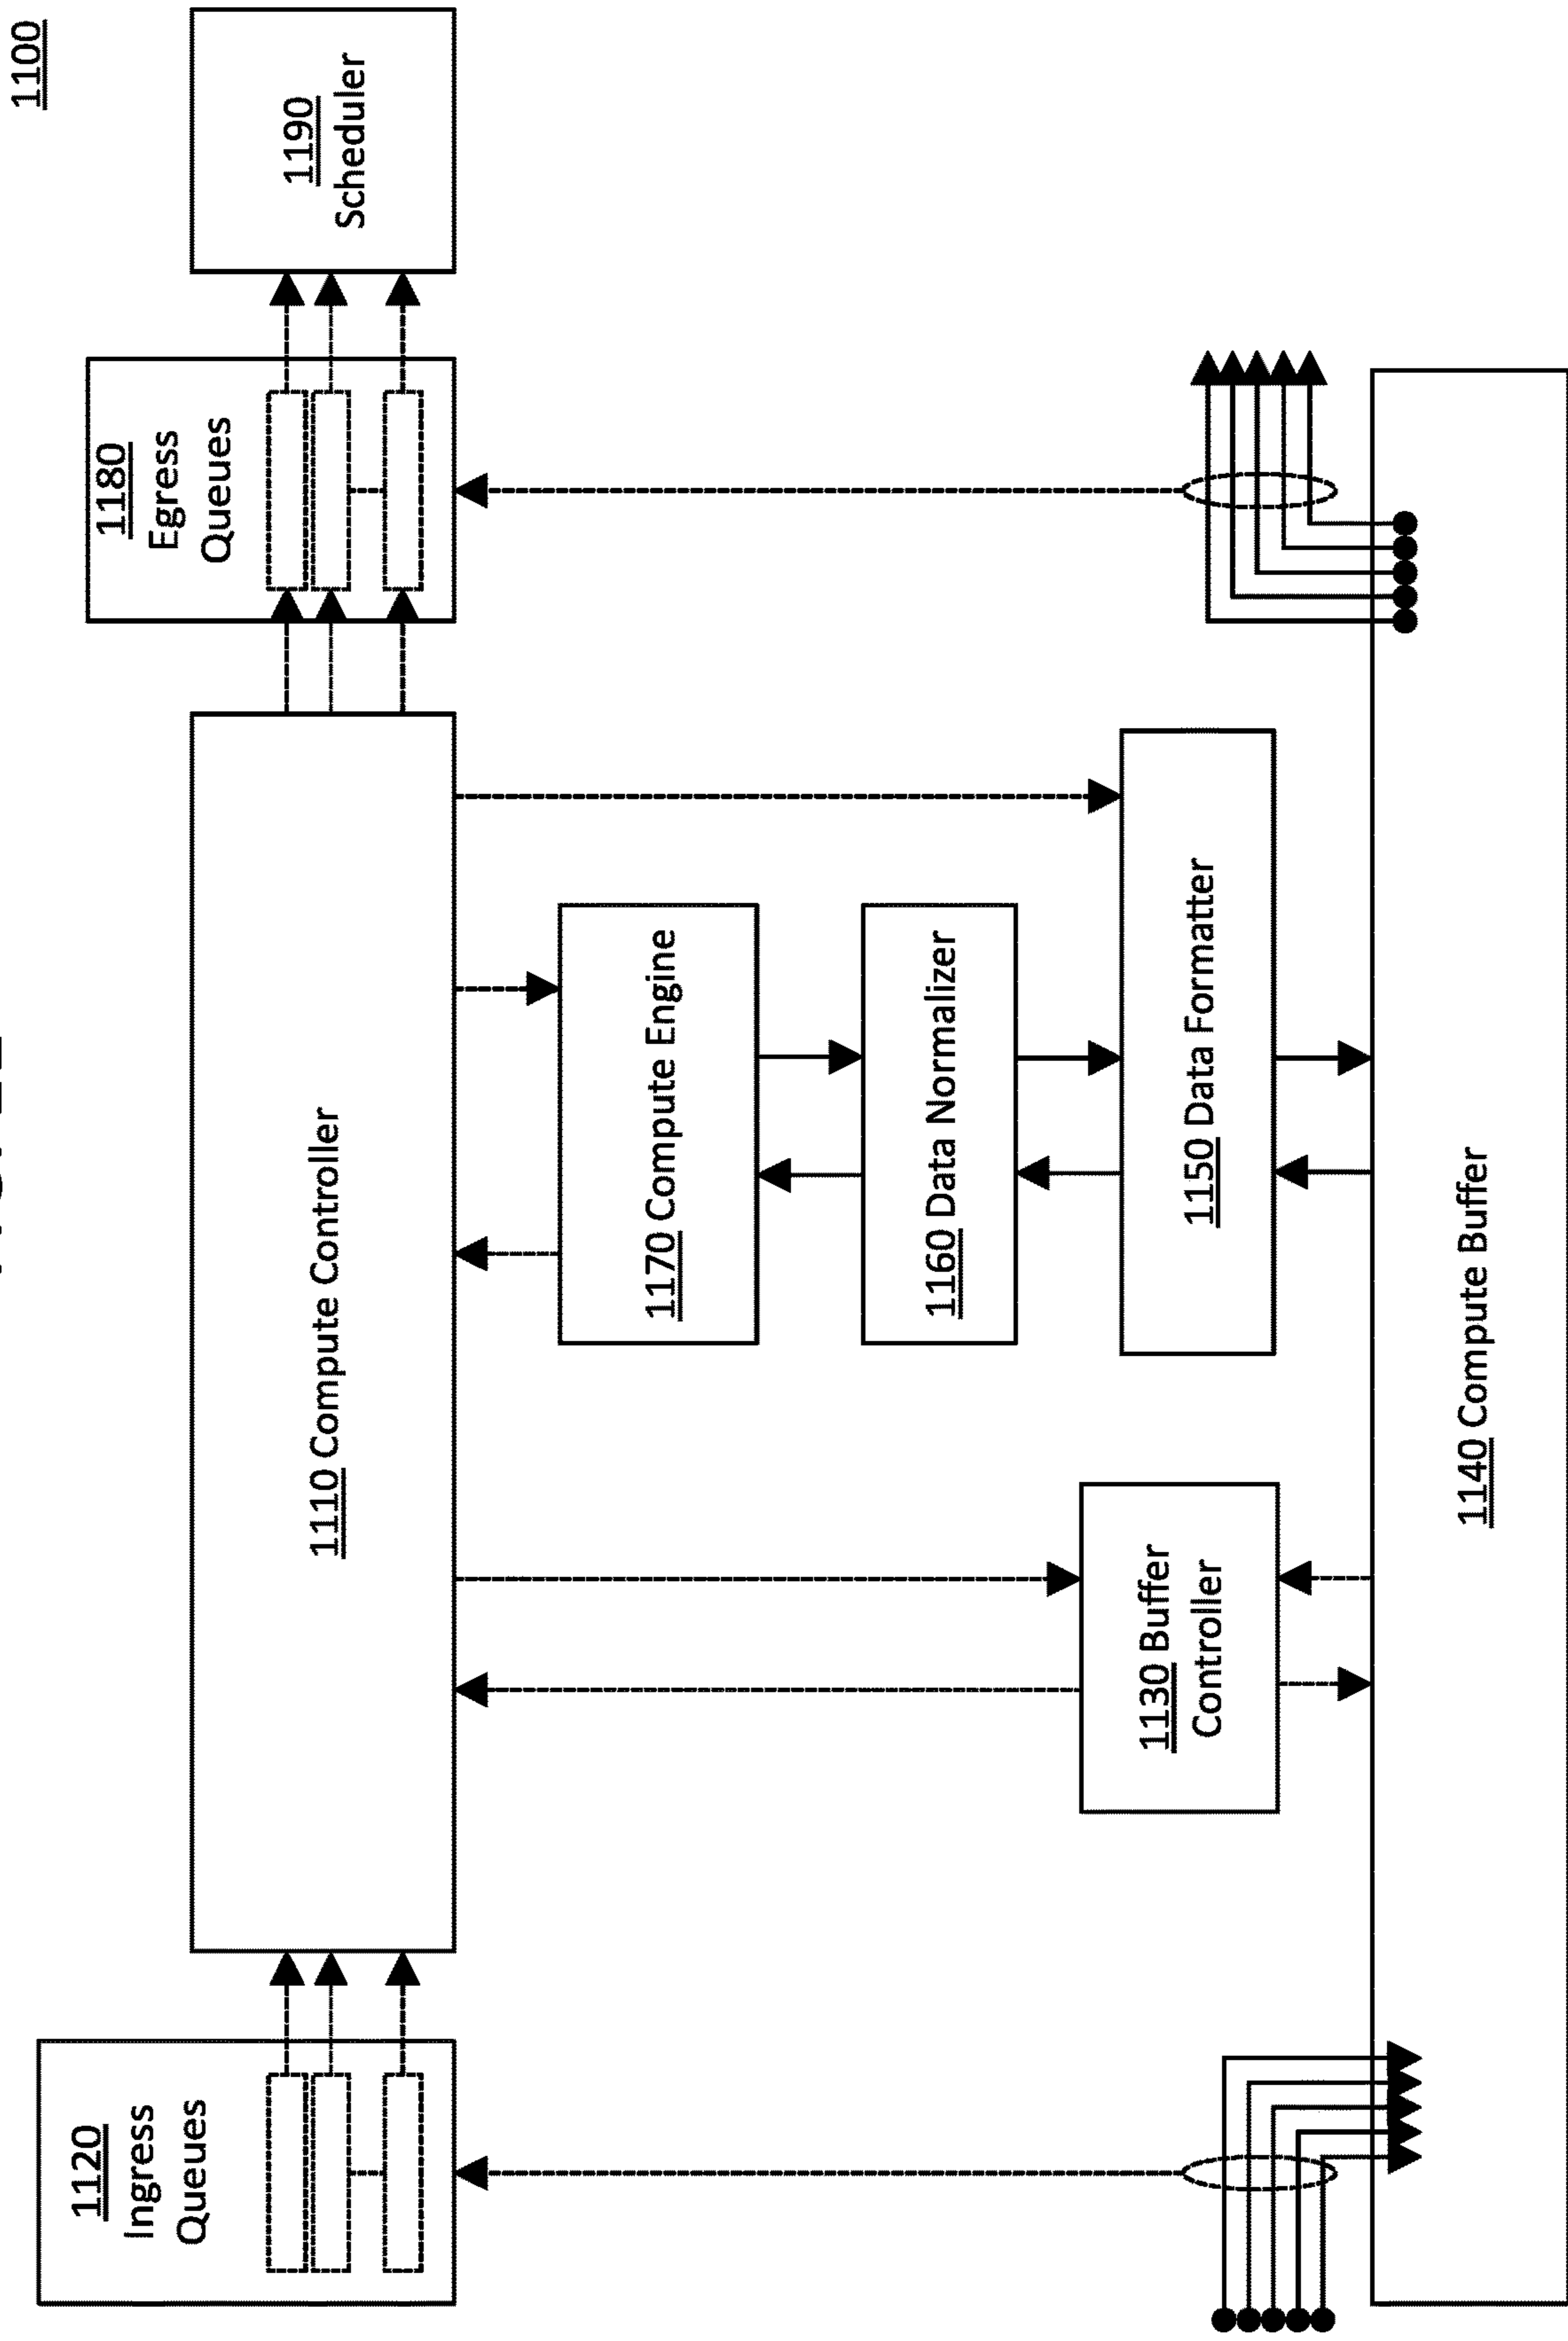 1100
1120
Ingress
Queues
1110 Compute Controller
1180
Egress
Queues
1190
Scheduler
1170 Compute Engine
1160 Data Normalizer
1150 Data Formatter
1130 Buffer
Controller
1140 Compute Buffer